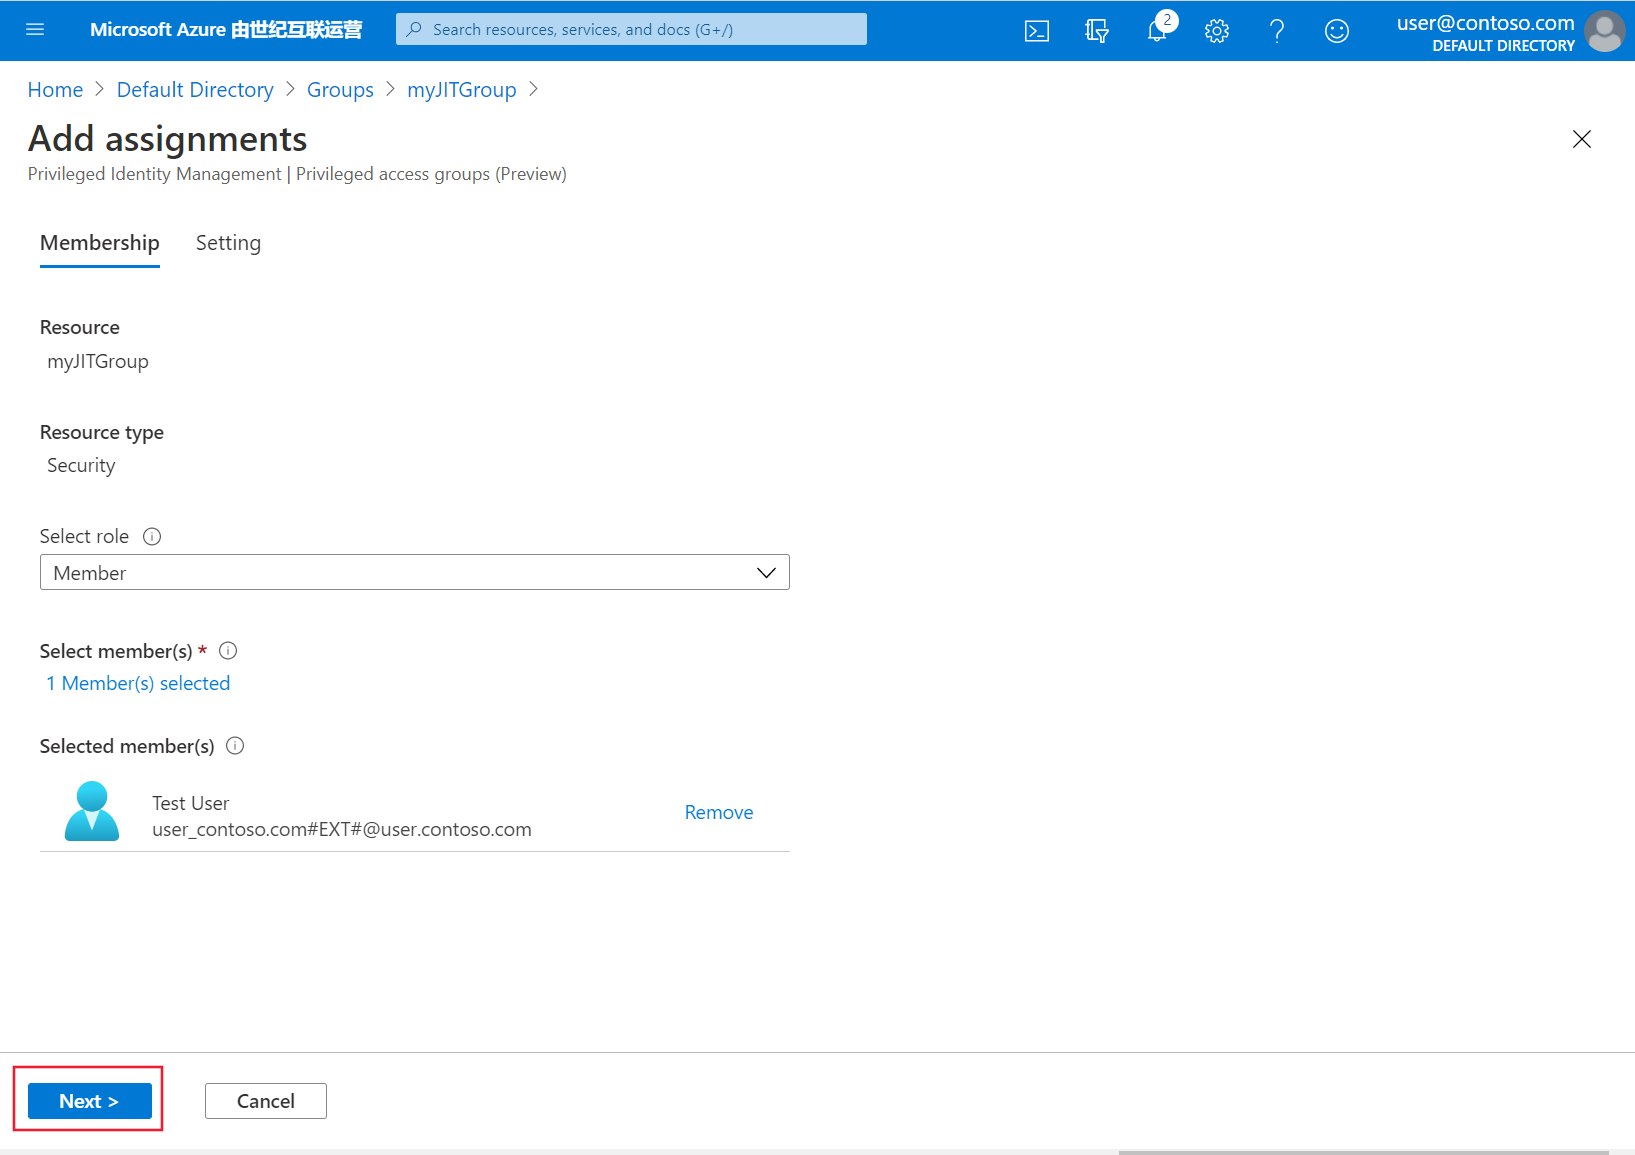 Microsoft Azure 由世纪互联运营
Search resources, services, and docs (G+/)
2
user@contoso.com
DEFAULT DIRECTORY
Home > Default Directory > Groups > myJITGroup >
Add assignments
Privileged Identity Management | Privileged access groups (Preview)
Membership Setting
Resource
myJITGroup
Resource type
Security
Select role
Member
Select member(s) *
1 Member(s) selected
Selected member(s)
Test User
user_contoso.com#EXT#@user.contoso.com
Remove
Next >
Cancel